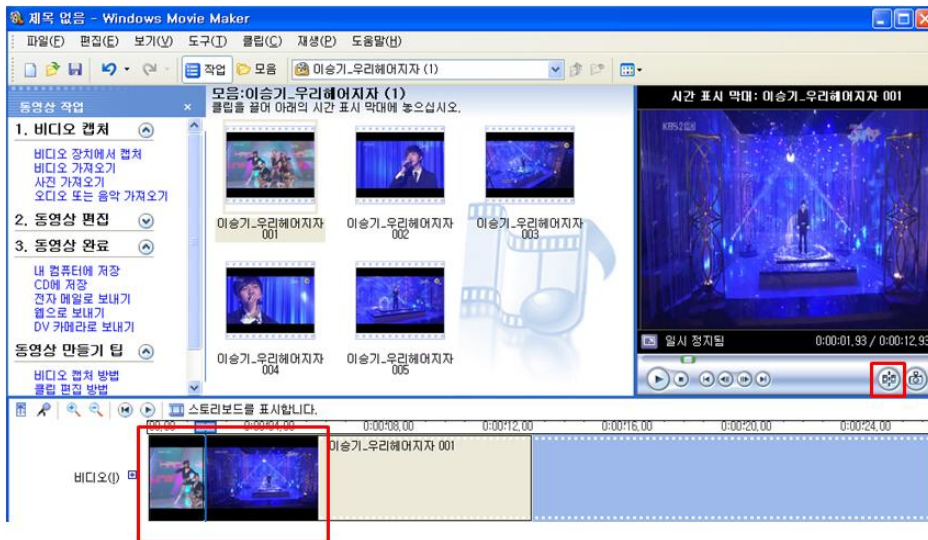 제목 없음 - Windows Movie Maker
파일(F) 편집(E) 보기(V) 도구(T) 클립(C) 재생(P) 도움말(H)
작업 모음 이승기_우리헤어지자 (1)
동영상 작업
1. 비디오 캡처
비디오 장치에서 캡처
비디오 가져오기
사진 가져오기
오디오 또는 음악 가져오기
2. 동영상 편집
3. 동영상 완료
내 컴퓨터에 저장
CD에 저장
전자 메일로 보내기
웹으로 보내기
DV 카메라로 보내기
동영상 만들기 팁
비디오 캡처 방법
클립 편집 방법
모음:이승기_우리헤어지자 (1)
클립을 끌어 아래의 시간 표시 막대에 놓으십시오.
이승기_우리헤어지자 001
이승기_우리헤어지자 002
이승기_우리헤어지자 003
이승기_우리헤어지자 004
이승기_우리헤어지자 005
시간 표시 막대: 이승기_우리헤어지자 001
KBS2
일시 정지됨 0:00:01,93 / 0:00:12,93
스토리보드를 표시합니다.
00,00 0:00:04,00 0:00:08,00 0:00:12,00 0:00:16,00 0:00:20,00 0:00:24,00
비디오(I)
이승기_우리헤어지자 001